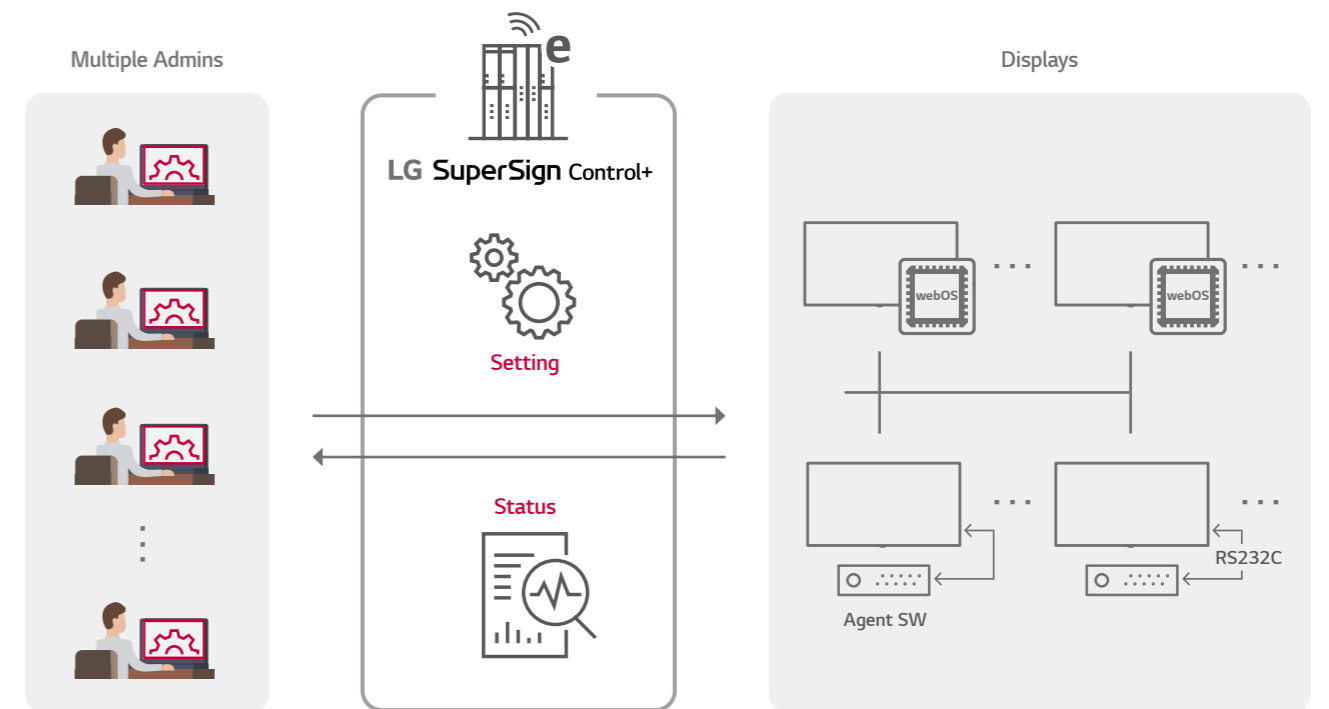 Multiple Admins
e
LG SuperSign Control+
Setting
Status
Displays
webOS
webOS
RS232C
Agent SW